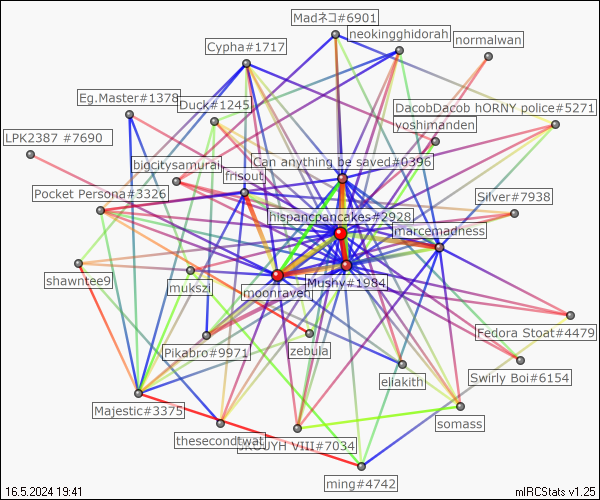 Madネコ#6901
neokingghidorah
normalwan
Cypha#1717
Eg.Master#1378
Duck#1245
DacobDacob hORNY police#5271
yoshimanden
LPK2387 #7690
bigcitysamurai
Can anything be saved#0396
frisout
Pocket Persona#3326
Silver#7938
hispancpancakes#2928
marcemadness
shawntee9
mukszi
moonraven
Mushy#1984
Fedora Stoat#4479
Pikabro#9971
zebula
eliakith
Swirly Boi#6154
Majestic#3375
somass
thesecondtwat
JKOUYH VIII#7034
ming#4742
16.5.2024 19:41
mIRCStats v1.25